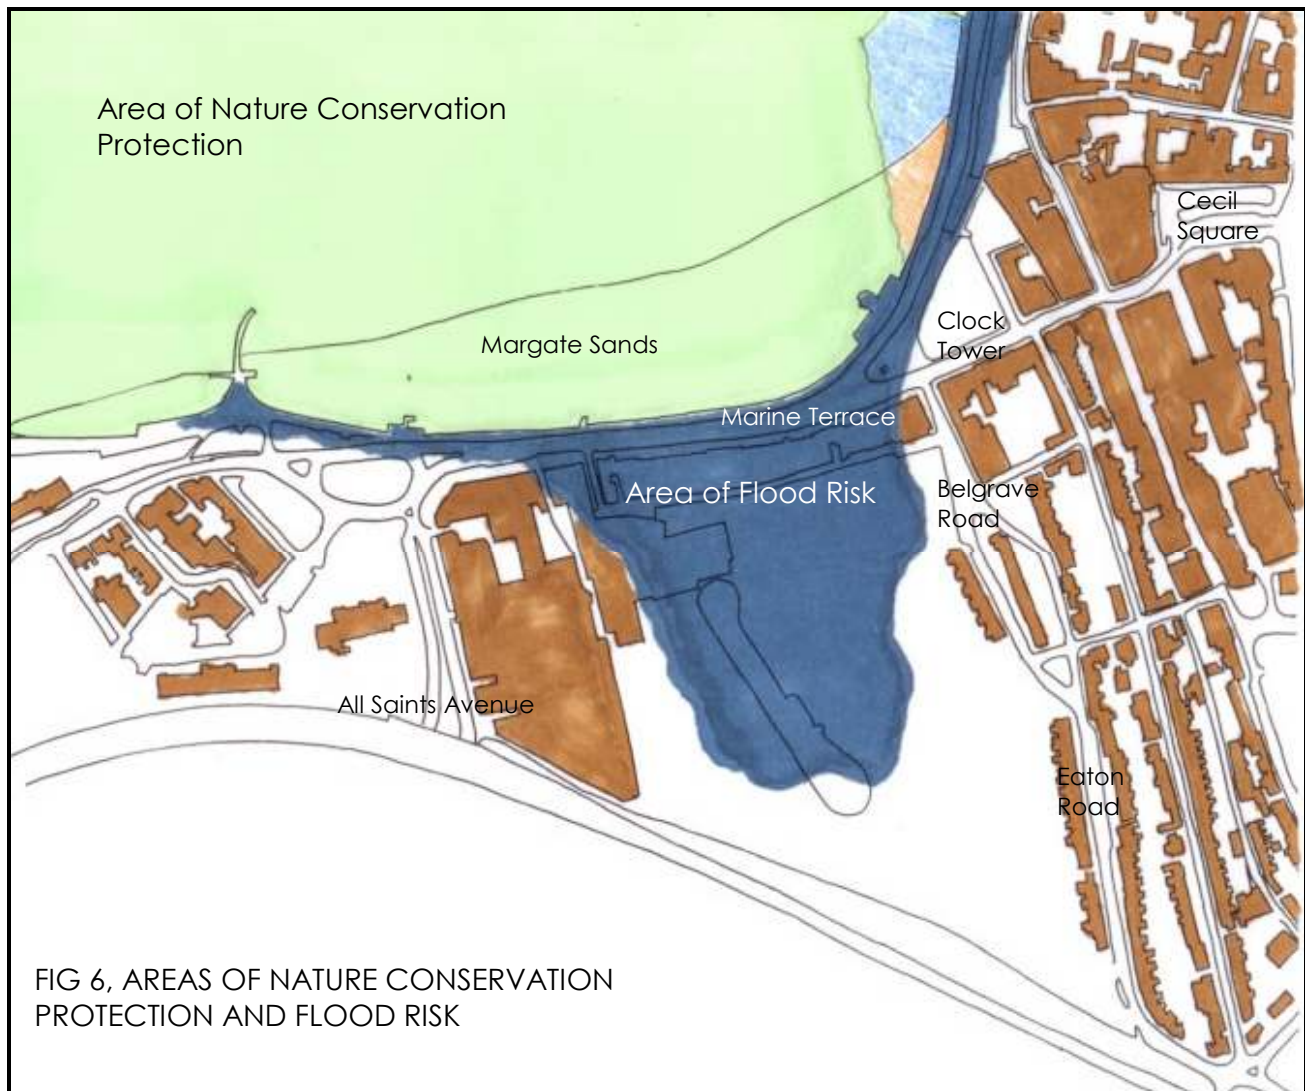 Area of Nature Conservation
Protection
Cecil
Square
Clock
Tower
Margate Sands
Marine Terrace
Area of Flood Risk
Belgrave
Road
All Saints Avenue
Eaton
Road
FIG 6, AREAS OF NATURE CONSERVATION
PROTECTION AND FLOOD RISK